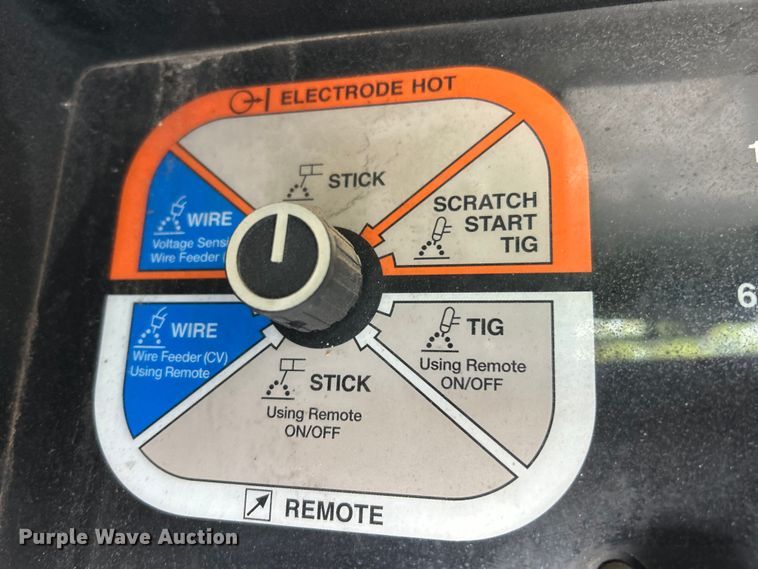 ELECTRODE HOT
STICK
SCRATCH
START
TIG
WIRE
Voltage Sensi
Wire Feeder (
WIRE
Wire Feeder (CV)
Using Remote
STICK
Using Remote
ON/OFF
TIG
Using Remote
ON/OFF
REMOTE
1
6
Purple Wave Auction